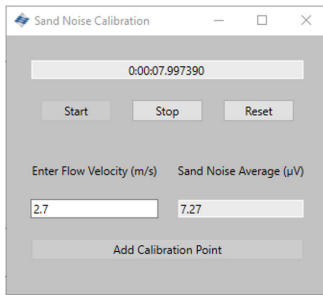 Sand Noise Calibration
0:00:07.997390
Start Stop Reset
Enter Flow Velocity (m/s) Sand Noise Average (µV)
2.7 7.27
Add Calibration Point